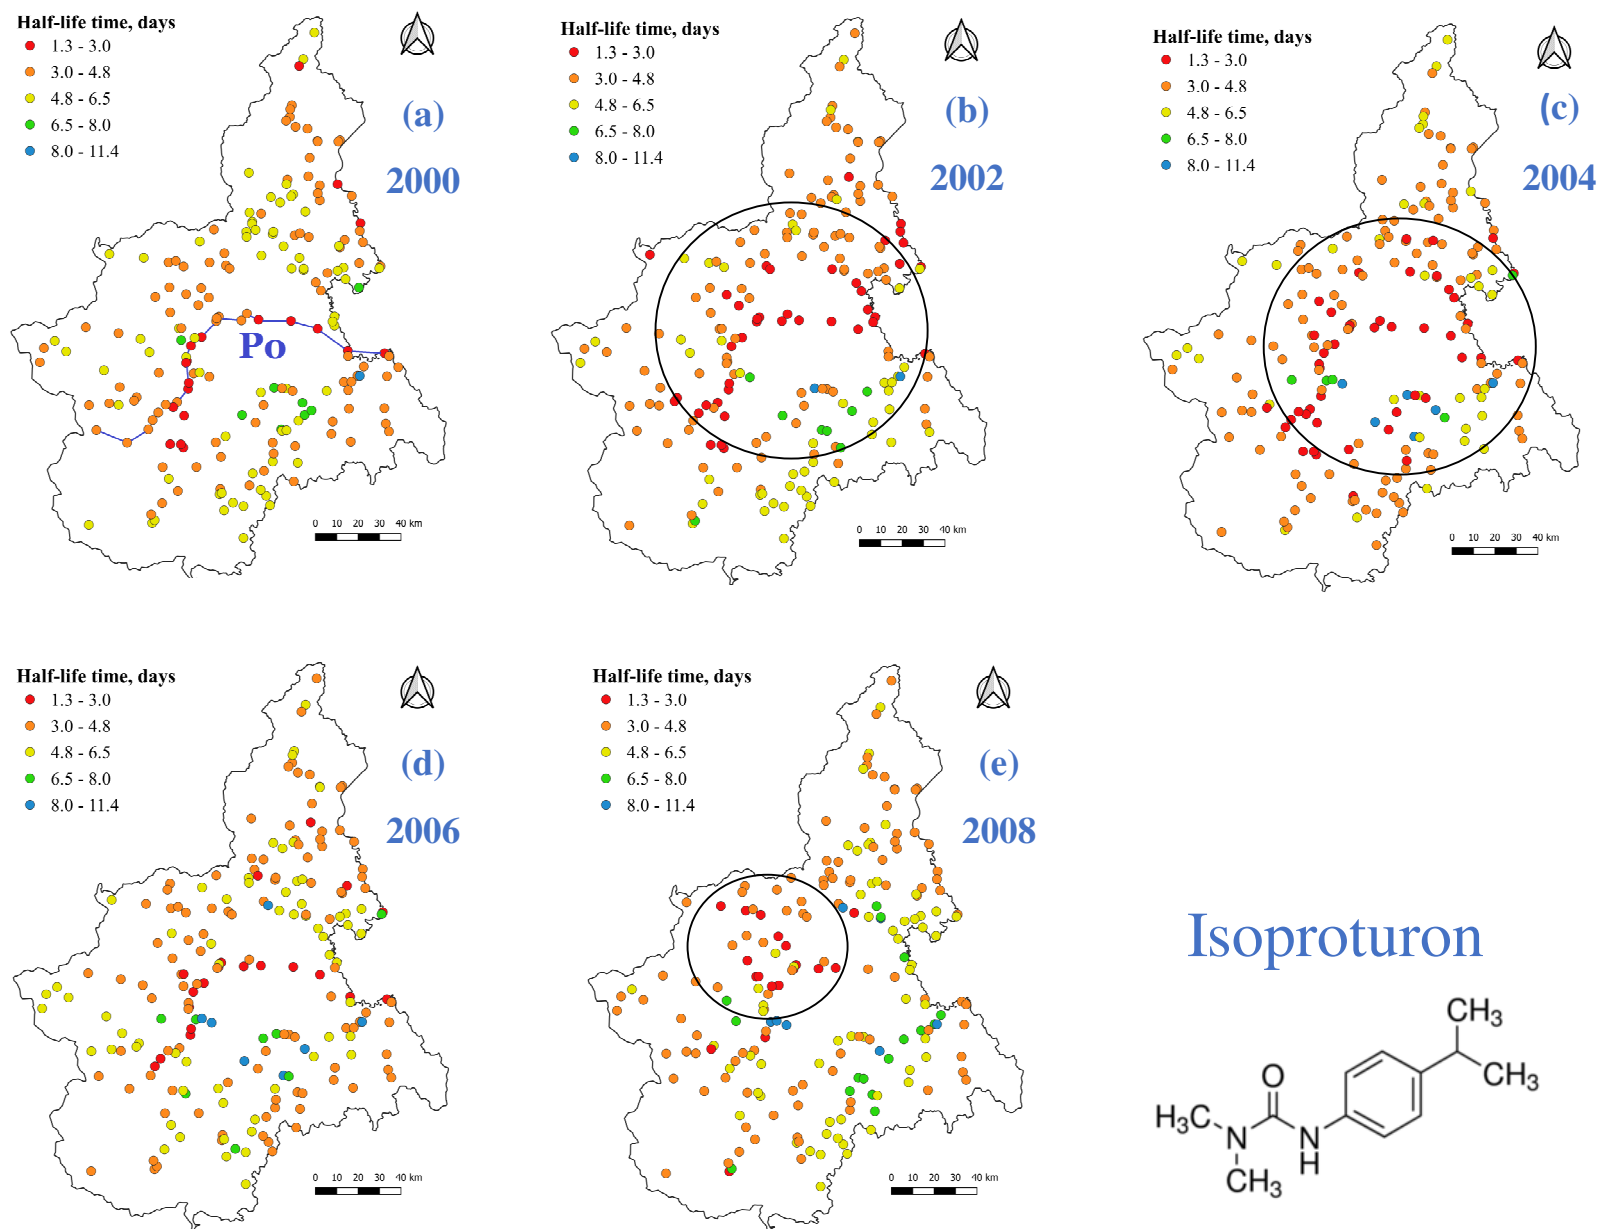 Half-life time, days
1.3 - 3.0
3.0 - 4.8
4.8 - 6.5
6.5 - 8.0
8.0 - 11.4
(a)
2000
Po
0 10 20 30 40 km
Half-life time, days
1.3 - 3.0
3.0 - 4.8
4.8 - 6.5
6.5 - 8.0
8.0 - 11.4
(b)
2002
0 10 20 30 40 km
Half-life time, days
1.3 - 3.0
3.0 - 4.8
4.8 - 6.5
6.5 - 8.0
8.0 - 11.4
(c)
2004
0 10 20 30 40 km
Half-life time, days
1.3 - 3.0
3.0 - 4.8
4.8 - 6.5
6.5 - 8.0
8.0 - 11.4
(d)
2006
0 10 20 30 40 km
Half-life time, days
1.3 - 3.0
3.0 - 4.8
4.8 - 6.5
6.5 - 8.0
8.0 - 11.4
(e)
2008
0 10 20 30 40 km
Isoproturon
CH3
CH3
O
H3C
N
N
H
CH3